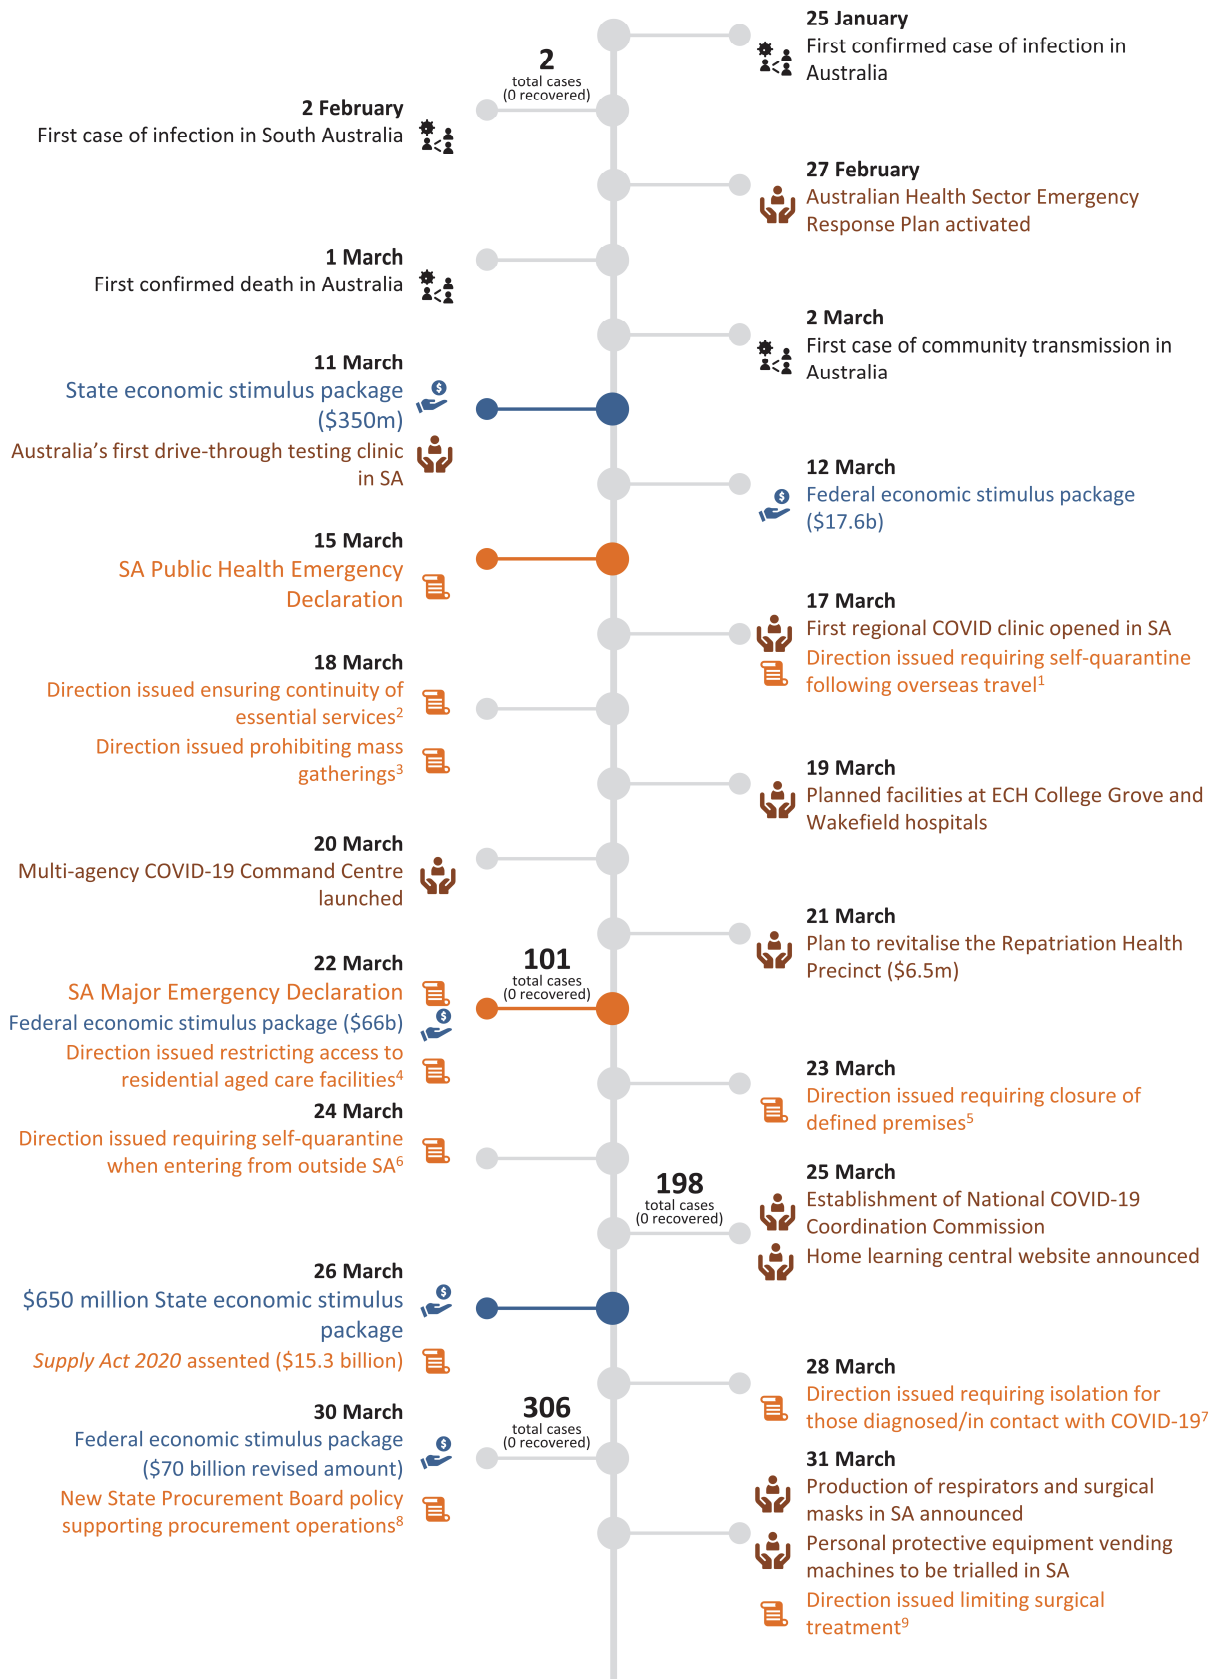 25 January
First confirmed case of infection in
Australia
2
total cases
(0 recovered)
2 February
First case of infection in South Australia
27 February
Australian Health Sector Emergency
Response Plan activated
1 March
First confirmed death in Australia
2 March
First case of community transmission in
Australia
11 March
State economic stimulus package
($350m)
Australia’s first drive-through testing clinic
in SA
12 March
Federal economic stimulus package
($17.6b)
15 March
SA Public Health Emergency
Declaration
17 March
First regional COVID clinic opened in SA
Direction issued requiring self-quarantine
following overseas travel¹
18 March
Direction issued ensuring continuity of
essential services²
Direction issued prohibiting mass
gatherings³
19 March
Planned facilities at ECH College Grove and
Wakefield hospitals
20 March
Multi-agency COVID-19 Command Centre
launched
21 March
Plan to revitalise the Repatriation Health
Precinct ($6.5m)
101
total cases
(0 recovered)
22 March
SA Major Emergency Declaration
Federal economic stimulus package ($66b)
Direction issued restricting access to
residential aged care facilities⁴
23 March
Direction issued requiring closure of
defined premises⁵
24 March
Direction issued requiring self-quarantine
when entering from outside SA⁶
198
total cases
(0 recovered)
25 March
Establishment of National COVID-19
Coordination Commission
Home learning central website announced
26 March
$650 million State economic stimulus
package
Supply Act 2020 assented ($15.3 billion)
28 March
Direction issued requiring isolation for
those diagnosed/in contact with COVID-19⁷
306
total cases
(0 recovered)
30 March
Federal economic stimulus package
($70 billion revised amount)
New State Procurement Board policy
supporting procurement operations⁸
31 March
Production of respirators and surgical
masks in SA announced
Personal protective equipment vending
machines to be trialled in SA
Direction issued limiting surgical
treatment⁹